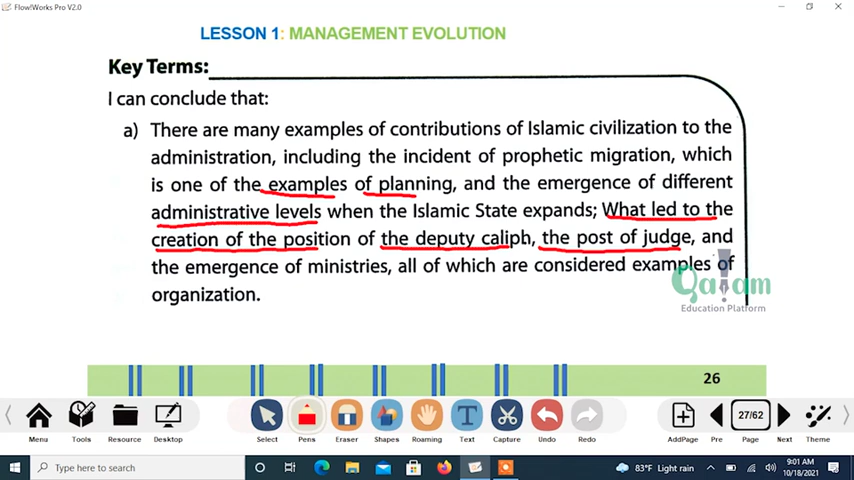 Flow!Works Pro V2.0
LESSON 1: MANAGEMENT EVOLUTION
Key Terms:
I can conclude that:
a) There are many examples of contributions of Islamic civilization to the
administration, including the incident of prophetic migration, which
is one of the examples of planning, and the emergence of different
administrative levels when the Islamic State expands; What led to the
creation of the position of the deputy caliph, the post of judge, and
the emergence of ministries, all of which are considered examples of
organization.
Qalam
Education Platform
26
27/62
Menu Tools Resource Desktop Select Pens Eraser Shapes Roaming Text Capture Undo Redo AddPage Pre Page Next Theme
Type here to search
83°F Light rain
9:01 AM
10/18/2021